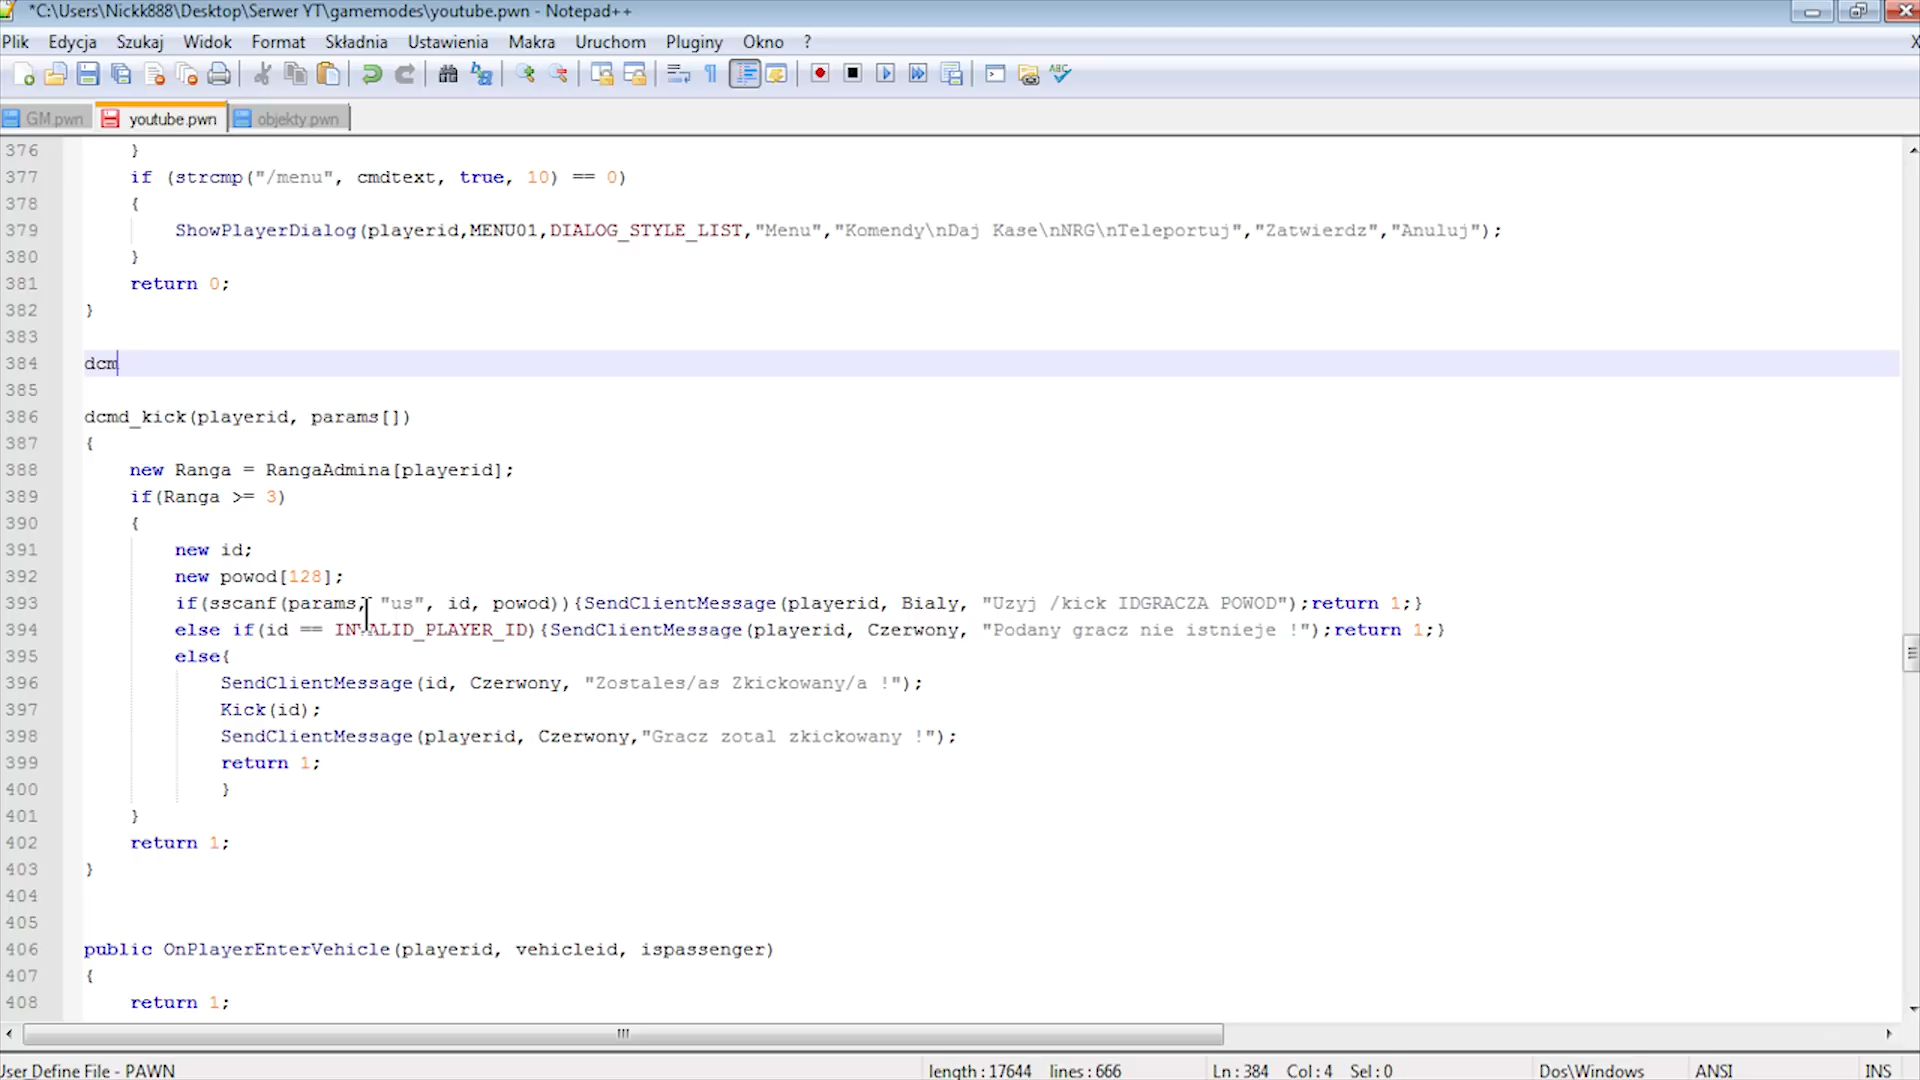 *C:\Users\Nickk888\Desktop\Serwer YT\gamemodes\youtube.pwn - Notepad++
Plik Edycja Szukaj Widok Format Składnia Ustawienia Makra Uruchom Pluginy Okno ? X
GM.pwn youtube.pwn objekty.pwn
376 }
377 if (strcmp("/menu", cmdtext, true, 10) == 0)
378 {
379 ShowPlayerDialog(playerid,MENU01,DIALOG_STYLE_LIST,"Menu","Komendy\nDaj Kase\nNRG\nTeleportuj","Zatwierdz","Anuluj");
380 }
381 return 0;
382 }
383
384 dcm
385
386 dcmd_kick(playerid, params[])
387 {
388 new Ranga = RangaAdmina[playerid];
389 if(Ranga >= 3)
390 {
391 new id;
392 new powod[128];
393 if(sscanf(params, "us", id, powod)){SendClientMessage(playerid, Bialy, "Uzyj /kick IDGRACZA POWOD");return 1;}
394 else if(id == INVALID_PLAYER_ID){SendClientMessage(playerid, Czerwony, "Podany gracz nie istnieje !");return 1;}
395 else{
396 SendClientMessage(id, Czerwony, "Zostales/as Zkickowany/a !");
397 Kick(id);
398 SendClientMessage(playerid, Czerwony,"Gracz zotal zkickowany !");
399 return 1;
400 }
401 }
402 return 1;
403 }
404
405
406 public OnPlayerEnterVehicle(playerid, vehicleid, ispassenger)
407 {
408 return 1;
User Define File - PAWN length : 17644 lines : 666 Ln : 384 Col : 4 Sel : 0 Dos\Windows ANSI INS